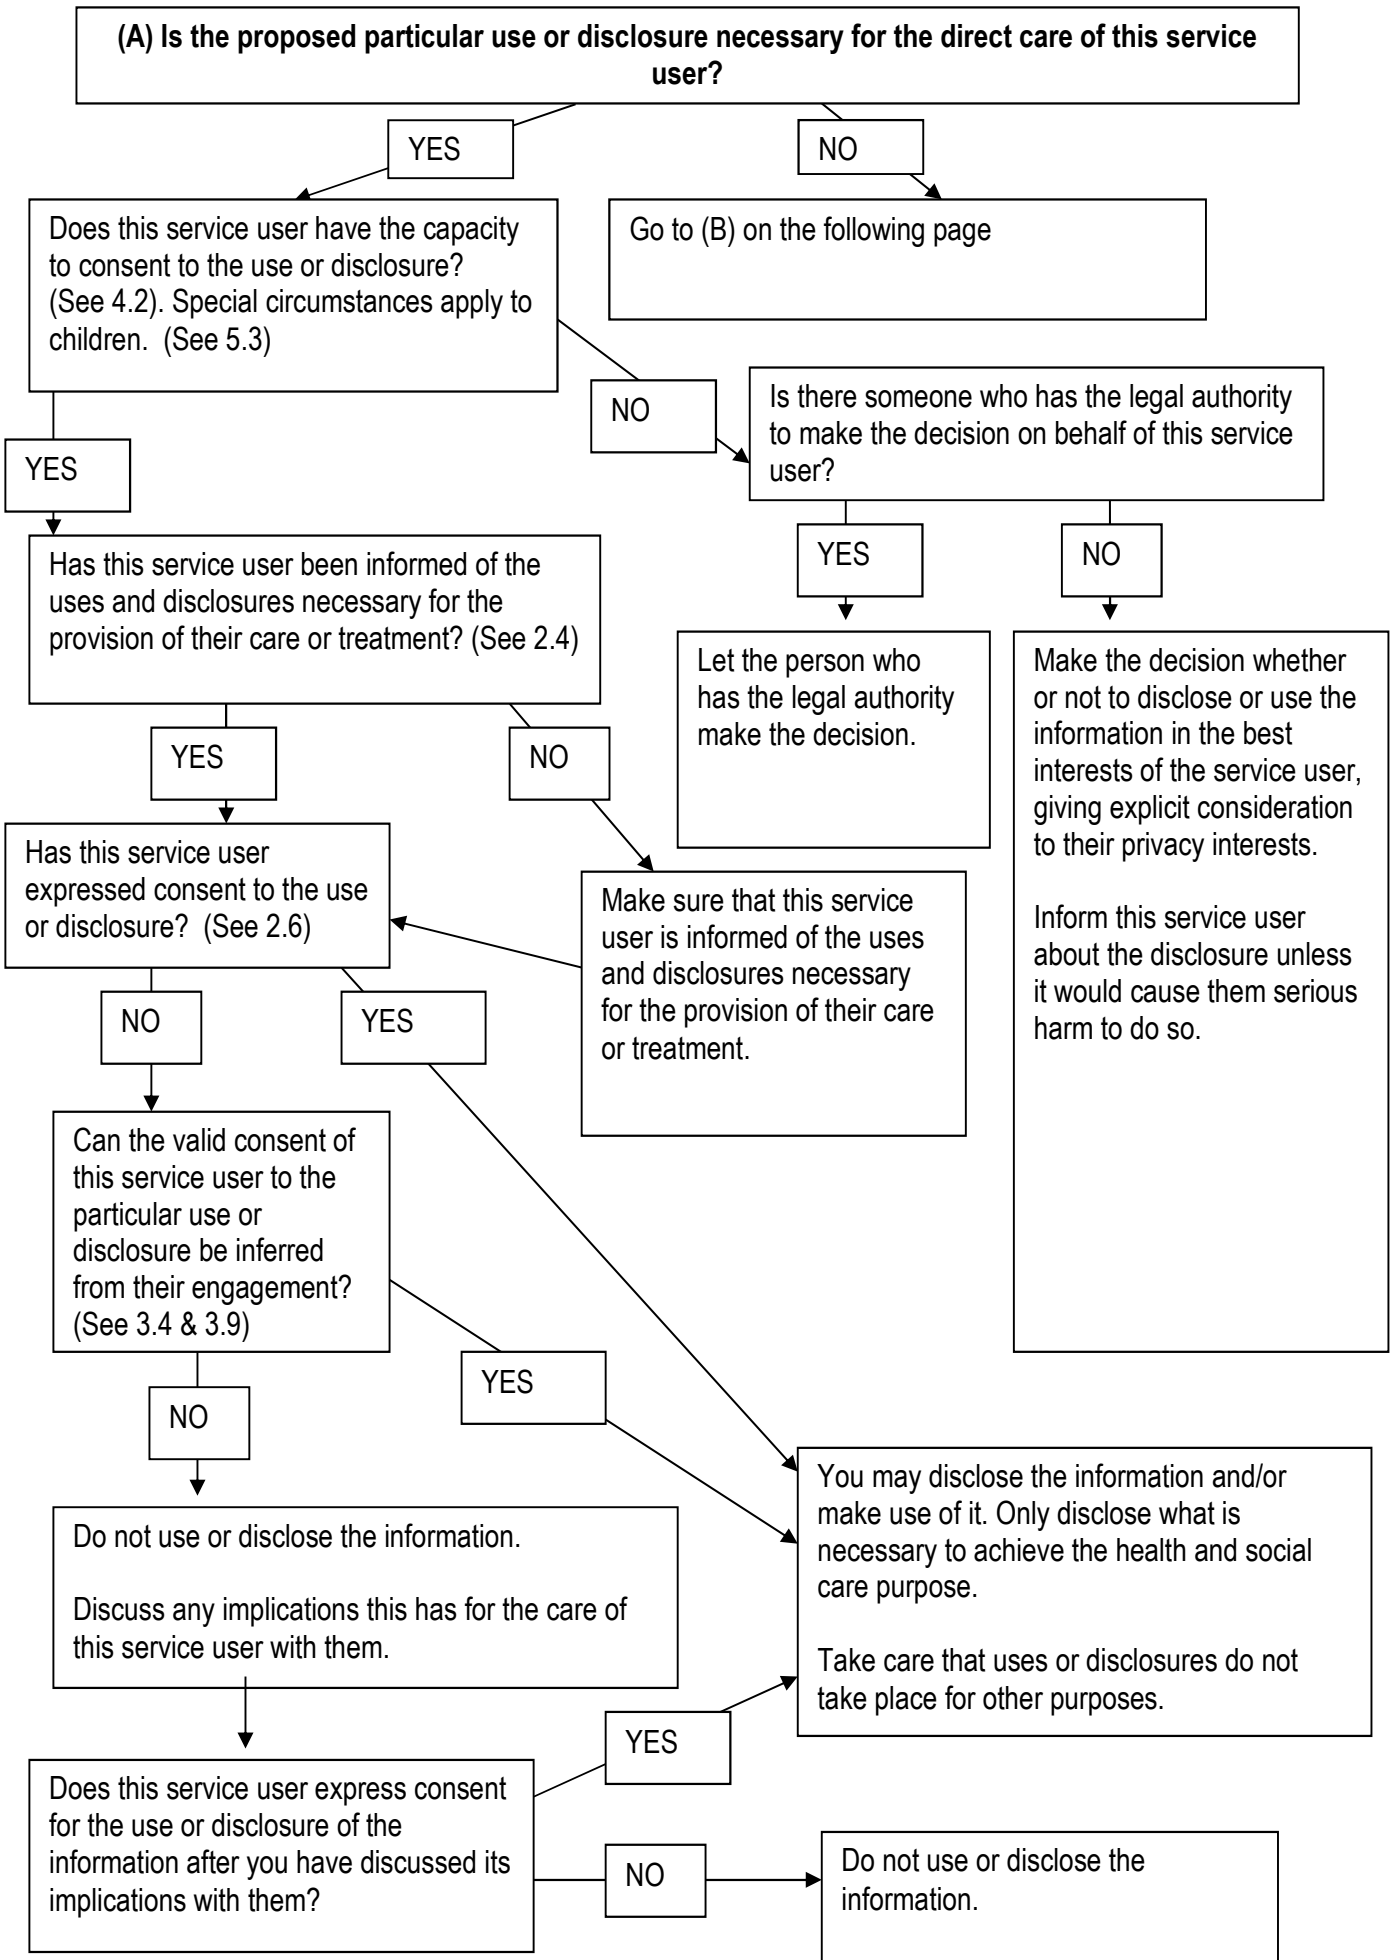 (A) Is the proposed particular use or disclosure necessary for the direct care of this service
user?
YES
NO
Does this service user have the capacity
to consent to the use or disclosure?
(See 4.2). Special circumstances apply to
children. (See 5.3)
Go to (B) on the following page
NO
Is there someone who has the legal authority
to make the decision on behalf of this service
user?
YES
Has this service user been informed of the
uses and disclosures necessary for the
provision of their care or treatment? (See 2.4)
YES
NO
Let the person who
has the legal authority
make the decision.
Make the decision whether
or not to disclose or use the
information in the best
interests of the service user,
giving explicit consideration
to their privacy interests.
Inform this service user
about the disclosure unless
it would cause them serious
harm to do so.
YES
NO
Has this service user
expressed consent to the use
or disclosure? (See 2.6)
Make sure that this service
user is informed of the uses
and disclosures necessary
for the provision of their care
or treatment.
NO
YES
Can the valid consent of
this service user to the
particular use or
disclosure be inferred
from their engagement?
(See 3.4 & 3.9)
YES
NO
You may disclose the information and/or
make use of it. Only disclose what is
necessary to achieve the health and social
care purpose.
Take care that uses or disclosures do not
take place for other purposes.
Do not use or disclose the information.
Discuss any implications this has for the care of
this service user with them.
YES
Does this service user express consent
for the use or disclosure of the
information after you have discussed its
implications with them?
NO
Do not use or disclose the
information.